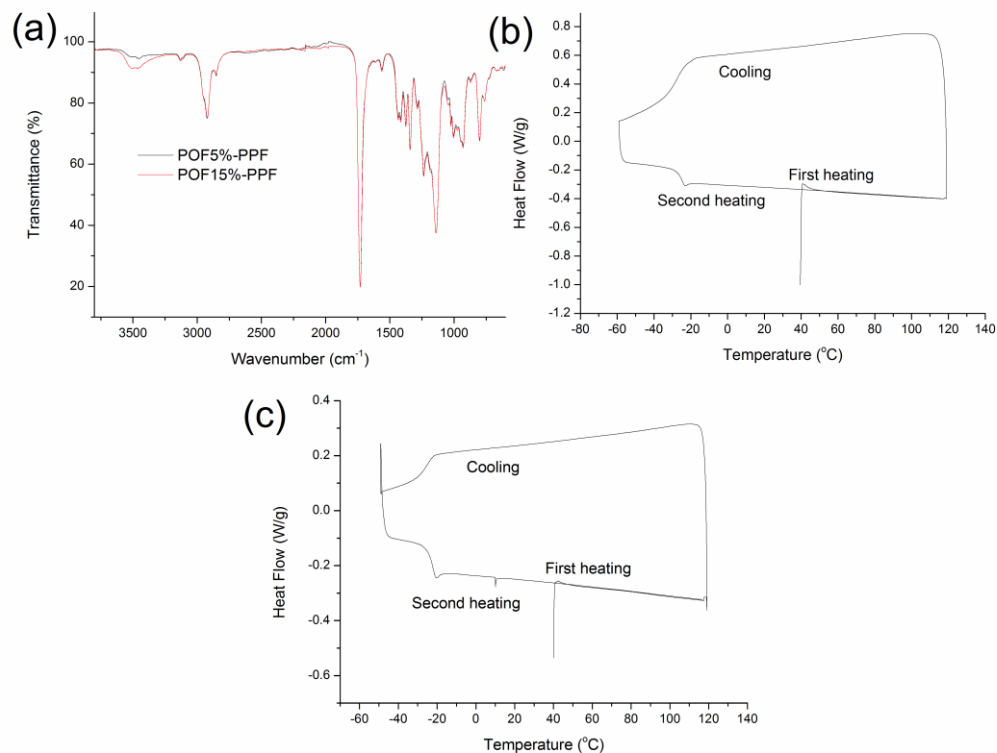 (a)
100
80
60
40
20
Transmittance (%)
POF5%-PPF
POF15%-PPF
3500 3000 2500 2000 1500 1000
Wavenumber (cm⁻¹)
(b)
0.8
0.6
0.4
0.2
0.0
-0.2
-0.4
-0.6
-0.8
-1.0
-1.2
Heat Flow (W/g)
Cooling
First heating
Second heating
-80 -60 -40 -20 0 20 40 60 80 100 120 140
Temperature (°C)
(c)
0.4
0.2
0.0
-0.2
-0.4
-0.6
Heat Flow (W/g)
Cooling
First heating
Second heating
-60 -40 -20 0 20 40 60 80 100 120 140
Temperature (°C)